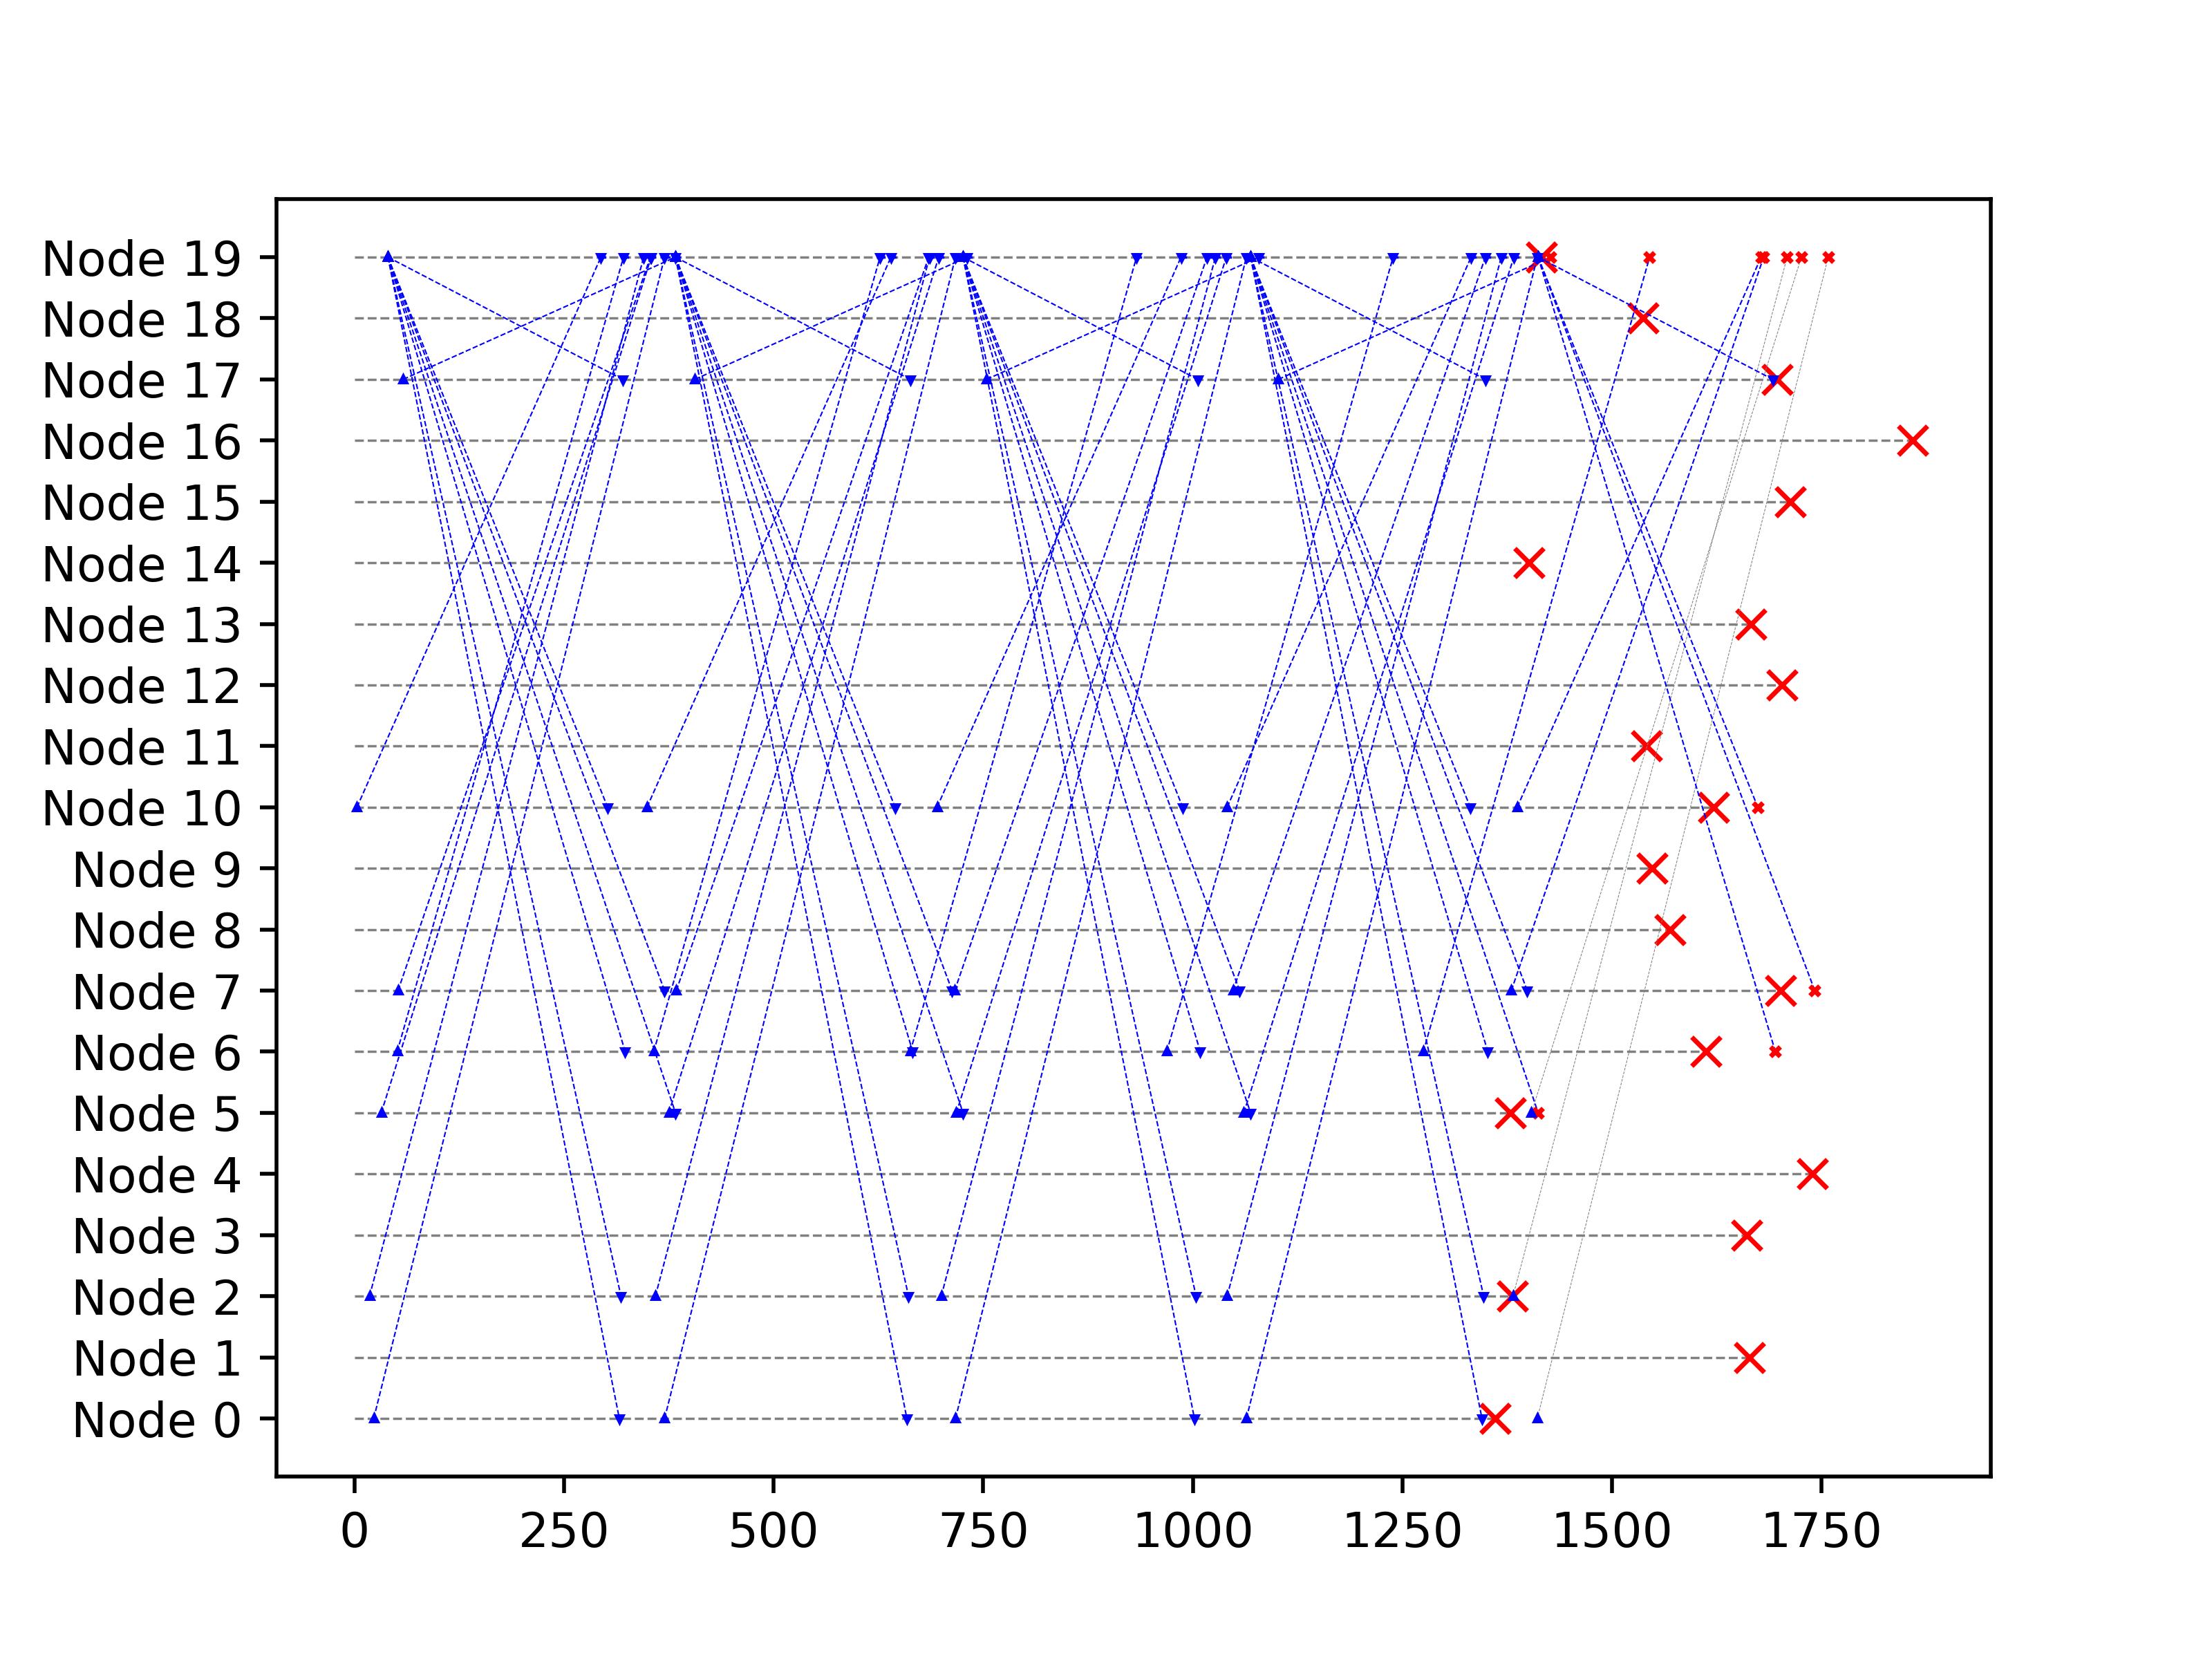 Node 19
Node 18
Node 17
Node 16
Node 15
Node 14
Node 13
Node 12
Node 11
Node 10
Node 9
Node 8
Node 7
Node 6
Node 5
Node 4
Node 3
Node 2
Node 1
Node 0
0 250 500 750 1000 1250 1500 1750